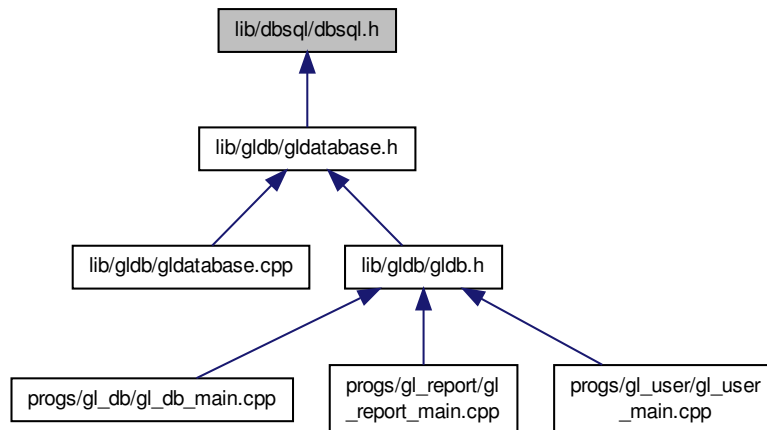 lib/dbsql/dbsql.h
lib/gldb/gldatabase.h
lib/gldb/gldatabase.cpp
lib/gldb/gldb.h
progs/gl_db/gl_db_main.cpp
progs/gl_report/gl
_report_main.cpp
progs/gl_user/gl_user
_main.cpp